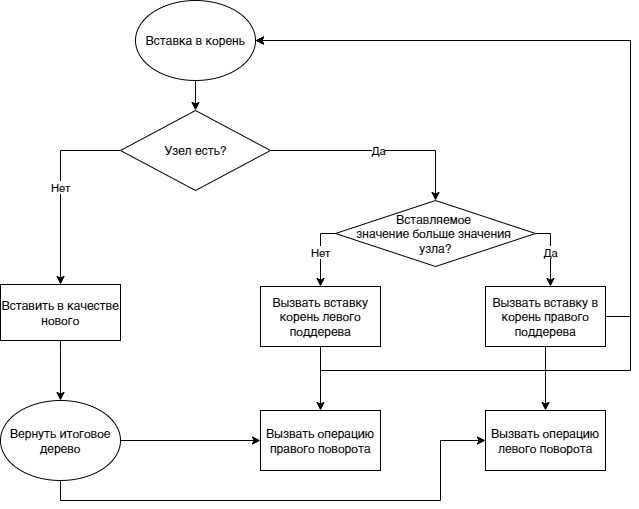 Вставка в корень
Узел есть?
Да
Нет
Вставляемое
значение больше значения
узла?
Нет
Да
Вставить в качестве
нового
Вызвать вставку
корень левого
поддерева
Вызвать вставку в
корень правого
поддерева
Вернуть итоговое
дерево
Вызвать операцию
правого поворота
Вызвать операцию
левого поворота